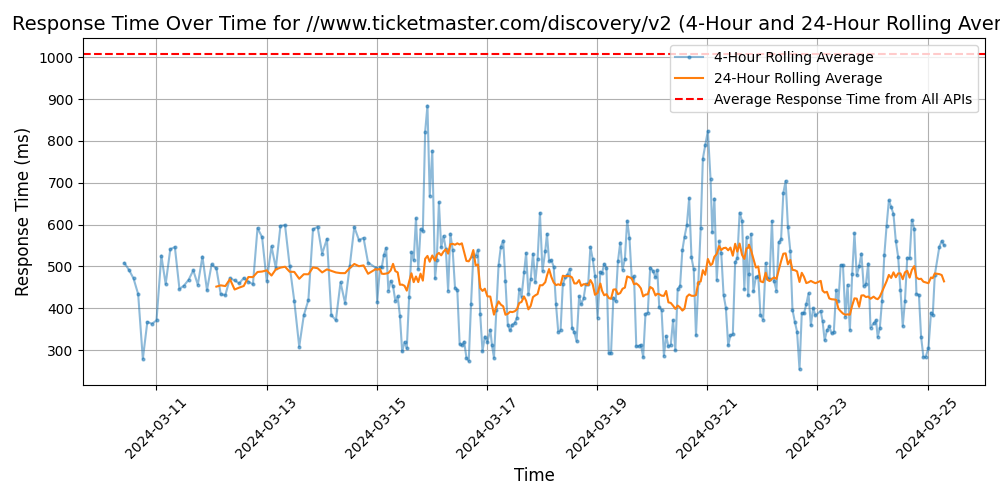 Response Time Over Time for //www.ticketmaster.com/discovery/v2 (4-Hour and 24-Hour Rolling Aver
4-Hour Rolling Average
24-Hour Rolling Average
Average Response Time from All APIs
Response Time (ms)
1000
900
800
700
600
500
400
300
2024-03-11
2024-03-13
2024-03-15
2024-03-17
2024-03-19
2024-03-21
2024-03-23
2024-03-25
Time